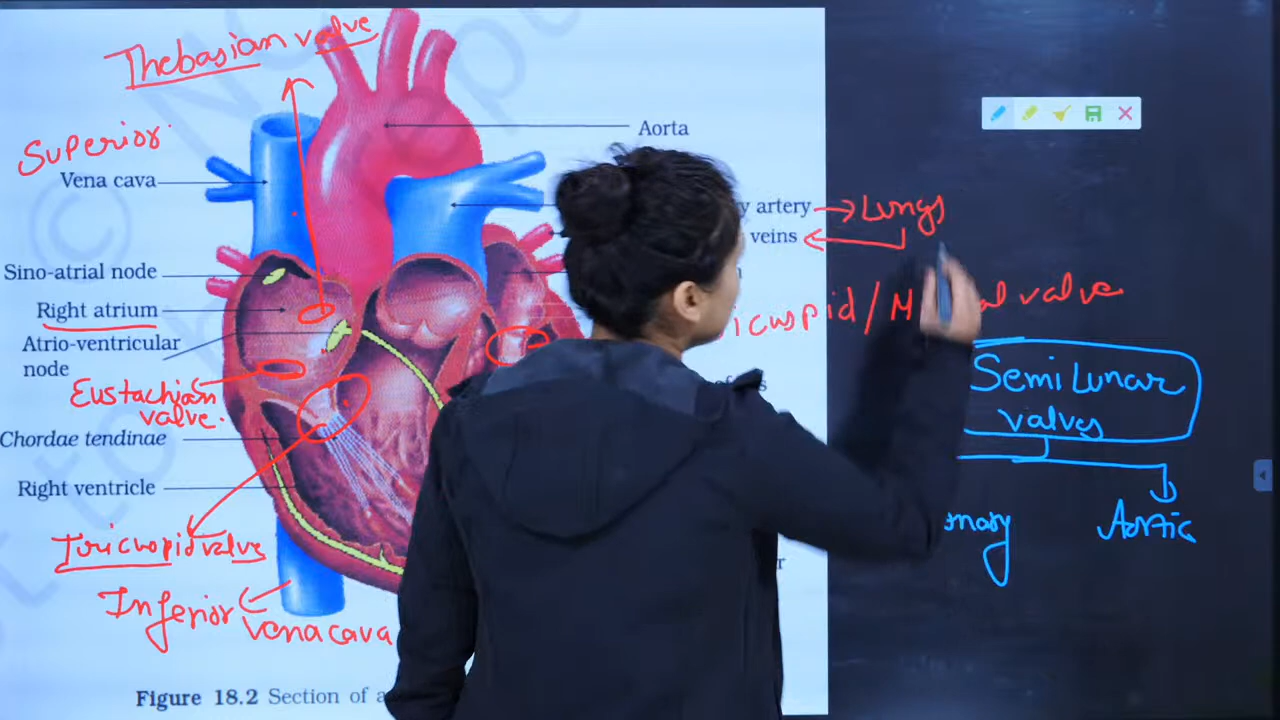 Thebasian valve
Superior
Aorta
Vena cava
y artery → Lungs
veins
Sino-atrial node
Right atrium
icuspid / M al valve
Atrio-ventricular
node
Eustachian
valve.
Semi Lunar
valves
Chordae tendinae
Right ventricle
onary
Aortic
Tricuspid valve
Inferior
vena cava
Figure 18.2 Section of a